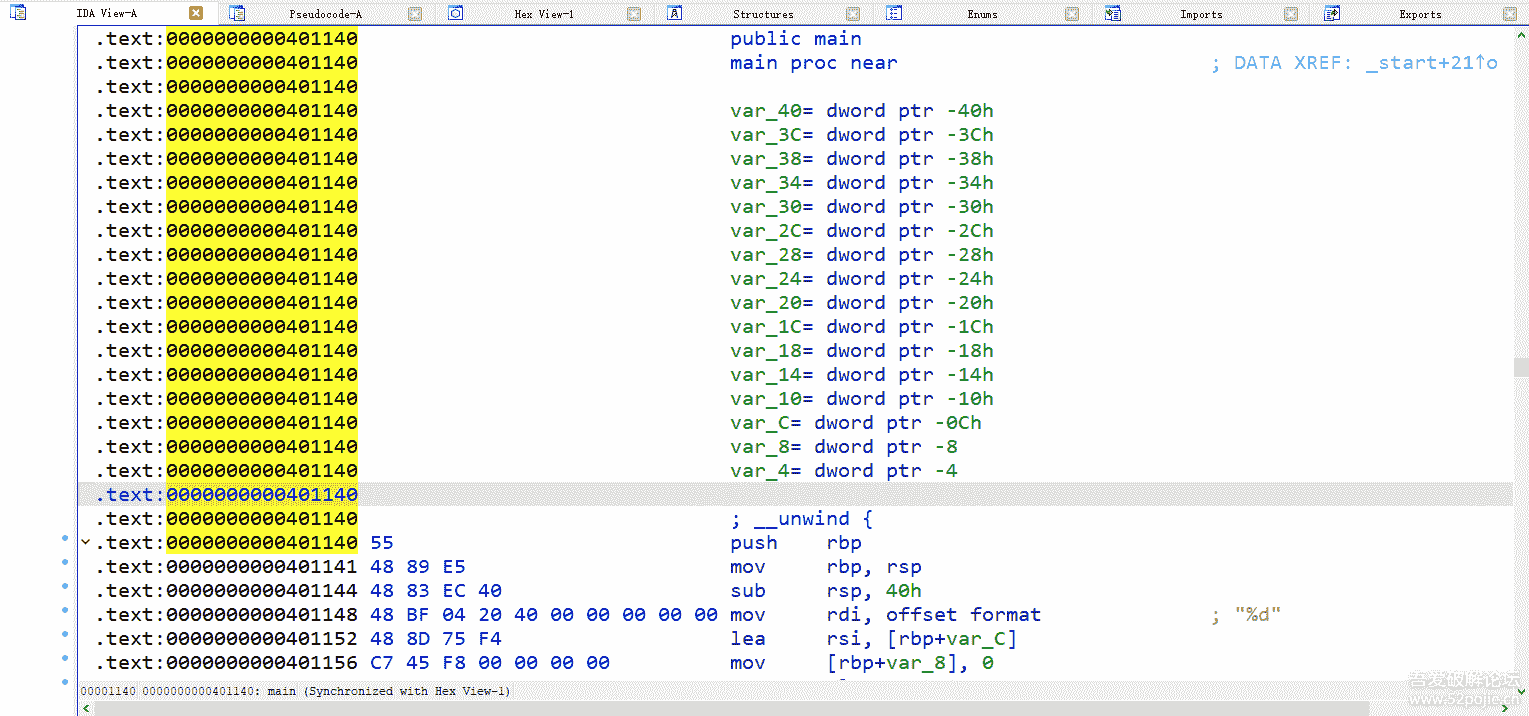 IDA View-A Pseudocode-A Hex View-1 Structures Enums Imports Exports
.text:0000000000401140 public main
.text:0000000000401140 main proc near ; DATA XREF: _start+21↑o
.text:0000000000401140
.text:0000000000401140 var_40= dword ptr -40h
.text:0000000000401140 var_3C= dword ptr -3Ch
.text:0000000000401140 var_38= dword ptr -38h
.text:0000000000401140 var_34= dword ptr -34h
.text:0000000000401140 var_30= dword ptr -30h
.text:0000000000401140 var_2C= dword ptr -2Ch
.text:0000000000401140 var_28= dword ptr -28h
.text:0000000000401140 var_24= dword ptr -24h
.text:0000000000401140 var_20= dword ptr -20h
.text:0000000000401140 var_1C= dword ptr -1Ch
.text:0000000000401140 var_18= dword ptr -18h
.text:0000000000401140 var_14= dword ptr -14h
.text:0000000000401140 var_10= dword ptr -10h
.text:0000000000401140 var_C= dword ptr -0Ch
.text:0000000000401140 var_8= dword ptr -8
.text:0000000000401140 var_4= dword ptr -4
.text:0000000000401140
.text:0000000000401140 ; __unwind {
.text:0000000000401140 55 push rbp
.text:0000000000401141 48 89 E5 mov rbp, rsp
.text:0000000000401144 48 83 EC 40 sub rsp, 40h
.text:0000000000401148 48 BF 04 20 40 00 00 00 00 00 mov rdi, offset format ; "%d"
.text:0000000000401152 48 8D 75 F4 lea rsi, [rbp+var_C]
.text:0000000000401156 C7 45 F8 00 00 00 00 mov [rbp+var_8], 0
00001140 0000000000401140: main (Synchronized with Hex View-1)
吾爱破解论坛
www.52pojie.cn